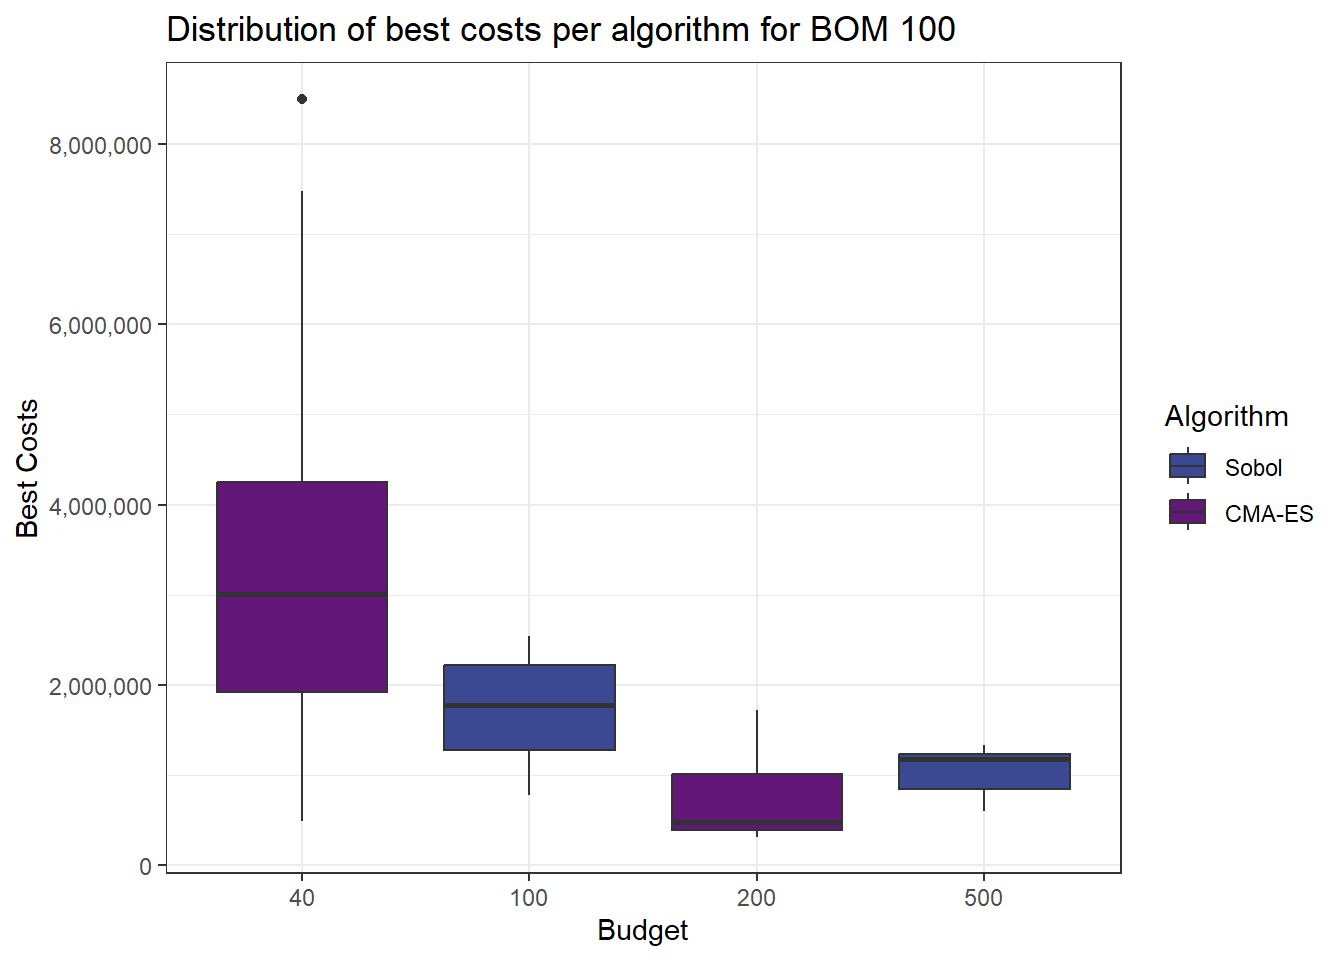 Distribution of best costs per algorithm for BOM 100
8,000,000
6,000,000
4,000,000
2,000,000
0
Best Costs
40 100 200 500
Budget
Algorithm
Sobol
CMA-ES